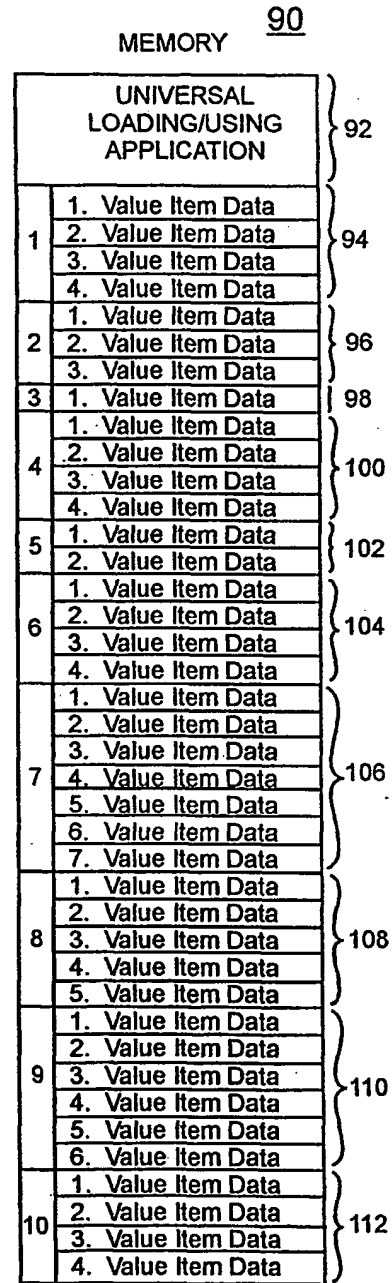 90
MEMORY
UNIVERSAL
LOADING/USING
APPLICATION
92
1
1. Value Item Data
2. Value Item Data
3. Value Item Data
4. Value Item Data
94
2
1. Value Item Data
2. Value Item Data
3. Value Item Data
96
3
1. Value Item Data
98
4
1. Value Item Data
2. Value Item Data
3. Value Item Data
4. Value Item Data
100
5
1. Value Item Data
2. Value Item Data
102
6
1. Value Item Data
2. Value Item Data
3. Value Item Data
4. Value Item Data
104
7
1. Value Item Data
2. Value Item Data
3. Value Item Data
4. Value Item Data
5. Value Item Data
6. Value Item Data
7. Value Item Data
106
8
1. Value Item Data
2. Value Item Data
3. Value Item Data
4. Value Item Data
5. Value Item Data
108
9
1. Value Item Data
2. Value Item Data
3. Value Item Data
4. Value Item Data
5. Value Item Data
6. Value Item Data
110
10
1. Value Item Data
2. Value Item Data
3. Value Item Data
4. Value Item Data
112